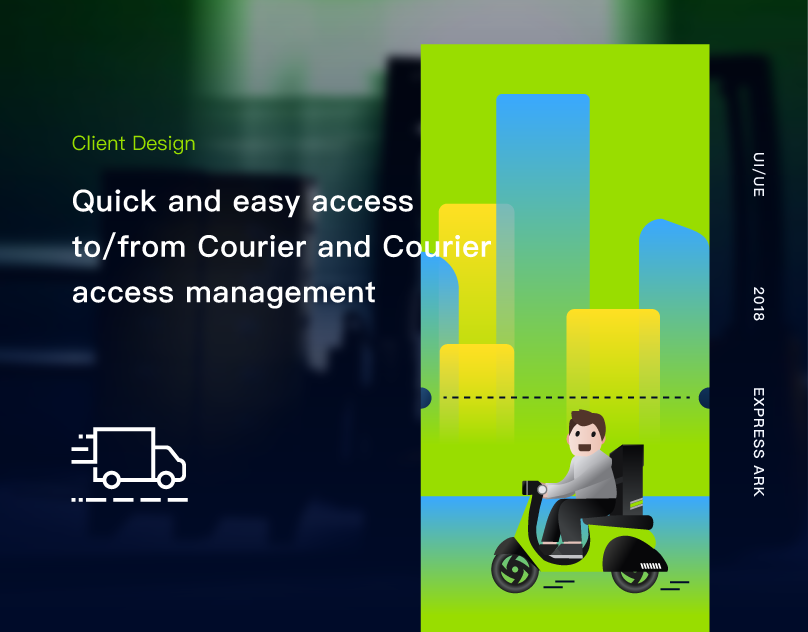 Client Design
Quick and easy access
to/from Courier and Courier
access management
UI/UE
2018
EXPRESS ARK